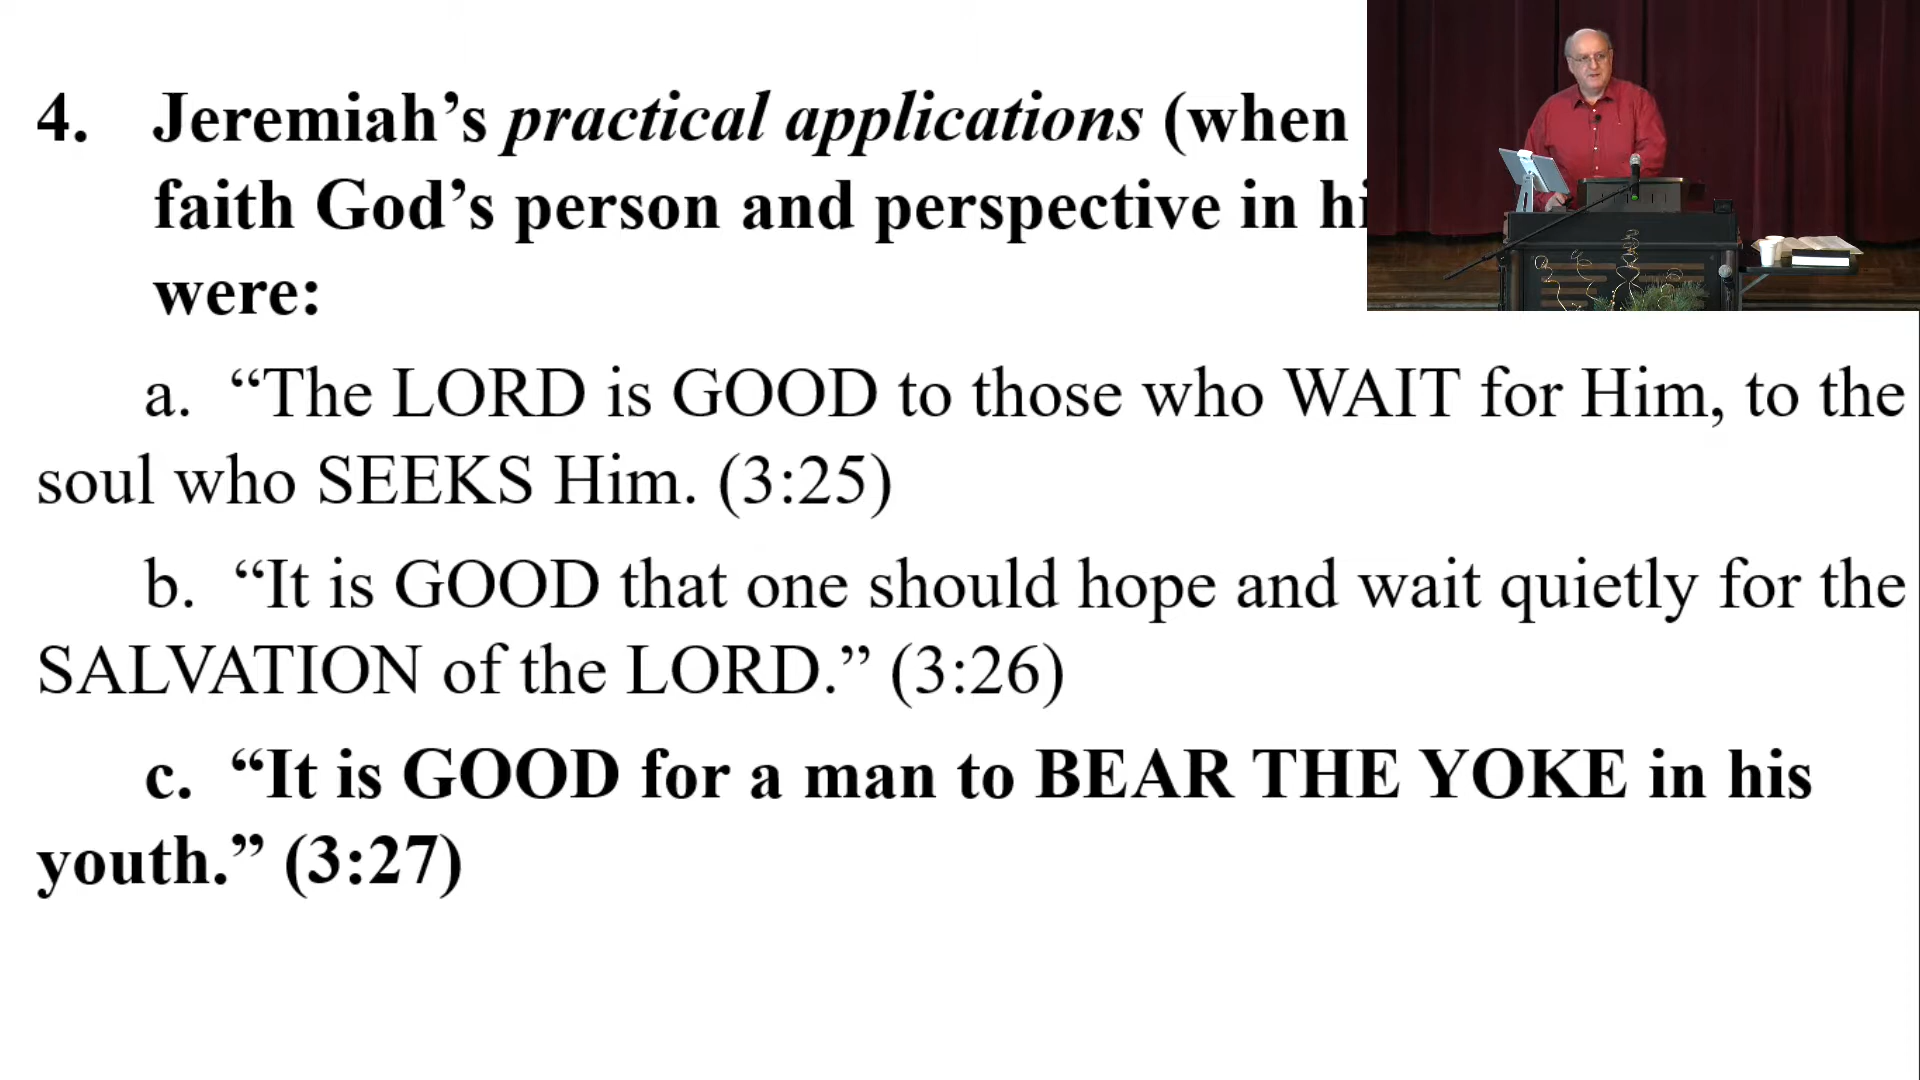 4. Jeremiah’s practical applications (when
faith God’s person and perspective in
were:
a. “The LORD is GOOD to those who WAIT for Him, to the
soul who SEEKS Him. (3:25)
b. “It is GOOD that one should hope and wait quietly for the
SALVATION of the LORD.” (3:26)
c. “It is GOOD for a man to BEAR THE YOKE in his
youth.” (3:27)